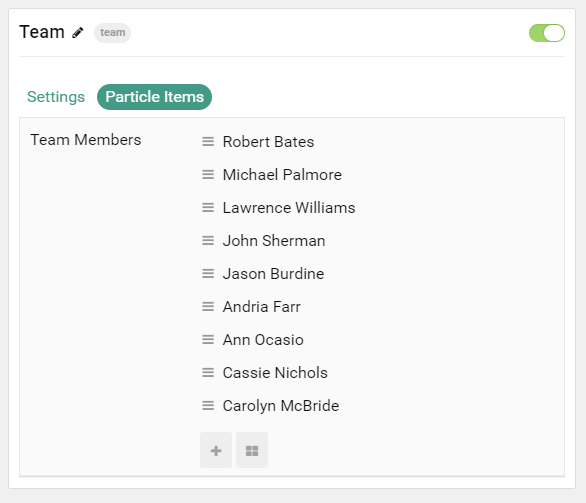 Team team
Settings Particle Items
Team Members
Robert Bates
Michael Palmore
Lawrence Williams
John Sherman
Jason Burdine
Andria Farr
Ann Ocasio
Cassie Nichols
Carolyn McBride